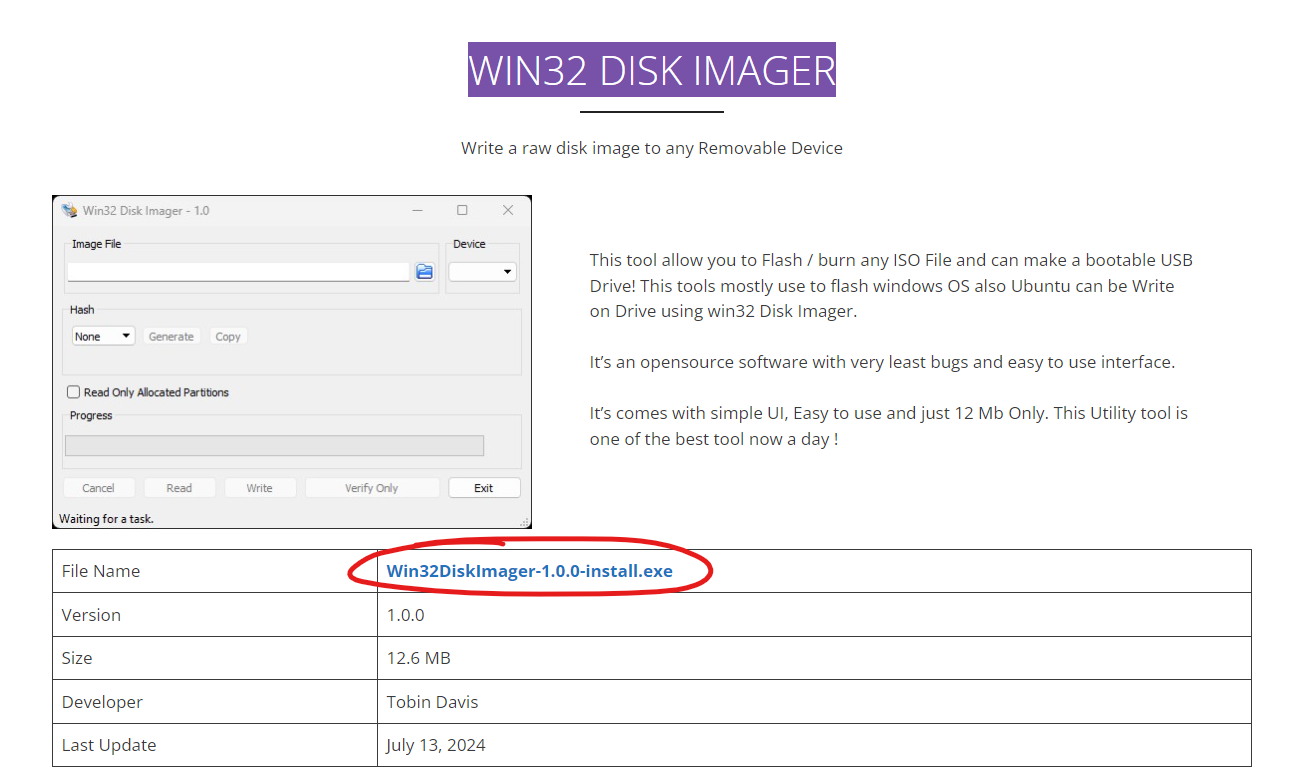 WIN32 DISK IMAGER
Write a raw disk image to any Removable Device
Win32 Disk Imager - 1.0
Image File
Device
Hash
None
Generate
Copy
Read Only Allocated Partitions
Progress
Cancel
Read
Write
Verify Only
Exit
Waiting for a task.
This tool allow you to Flash / burn any ISO File and can make a bootable USB
Drive! This tools mostly use to flash windows OS also Ubuntu can be Write
on Drive using win32 Disk Imager.
It’s an opensource software with very least bugs and easy to use interface.
It’s comes with simple UI, Easy to use and just 12 Mb Only. This Utility tool is
one of the best tool now a day !
File Name Win32DiskImager-1.0.0-install.exe
Version 1.0.0
Size 12.6 MB
Developer Tobin Davis
Last Update July 13, 2024